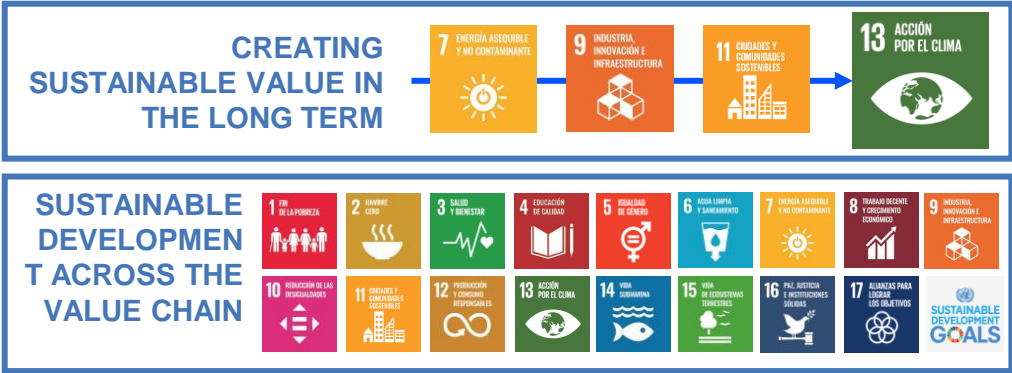 CREATING
SUSTAINABLE VALUE IN
THE LONG TERM
7 ENERGÍA ASEQUIBLE
Y NO CONTAMINANTE
9 INDUSTRIA,
INNOVACIÓN E
INFRAESTRUCTURA
11 CIUDADES Y
COMUNIDADES
SOSTENIBLES
13 ACCIÓN
POR EL CLIMA
SUSTAINABLE
DEVELOPMEN
T ACROSS THE
VALUE CHAIN
1 FIN
DE LA POBREZA
2 HAMBRE
CERO
3 SALUD
Y BIENESTAR
4 EDUCACIÓN
DE CALIDAD
5 IGUALDAD
DE GÉNERO
6 AGUA LIMPIA
Y SANEAMIENTO
7 ENERGÍA ASEQUIBLE
Y NO CONTAMINANTE
8 TRABAJO DECENTE
Y CRECIMIENTO
ECONÓMICO
9 INDUSTRIA,
INNOVACIÓN E
INFRAESTRUCTURA
10 REDUCCIÓN DE LAS
DESIGUALDADES
11 CIUDADES Y
COMUNIDADES
SOSTENIBLES
12 PRODUCCIÓN
Y CONSUMO
RESPONSABLES
13 ACCIÓN
POR EL CLIMA
14 VIDA
SUBMARINA
15 VIDA
DE ECOSISTEMAS
TERRESTRES
16 PAZ, JUSTICIA
E INSTITUCIONES
SÓLIDAS
17 ALIANZAS PARA
LOGRAR
LOS OBJETIVOS
SUSTAINABLE
DEVELOPMENT
GOALS